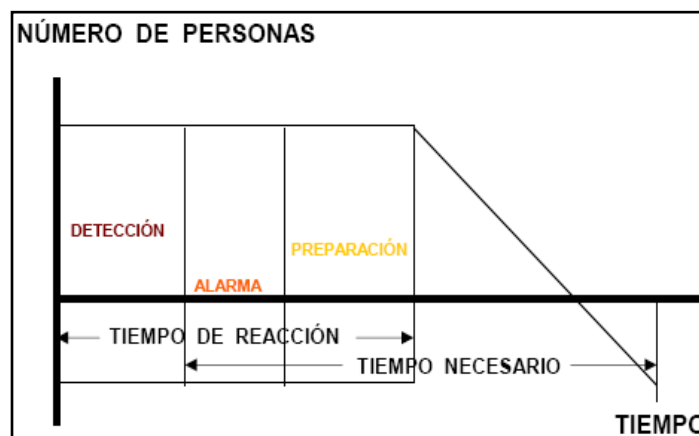 NÚMERO DE PERSONAS
DETECCIÓN
PREPARACIÓN
ALARMA
TIEMPO DE REACCIÓN
TIEMPO NECESARIO
TIEMPO